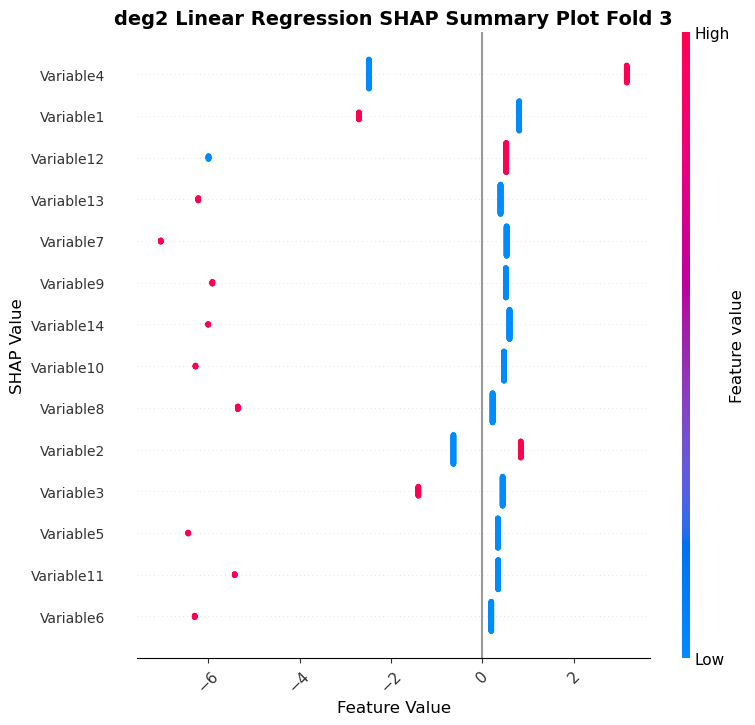 deg2 Linear Regression SHAP Summary Plot Fold 3
High
Variable4
Variable1
Variable12
Variable13
Variable7
Variable9
Variable14
Variable10
Variable8
Variable2
Variable3
Variable5
Variable11
Variable6
SHAP Value
Feature value
Low
−6
−4
−2
0
2
Feature Value